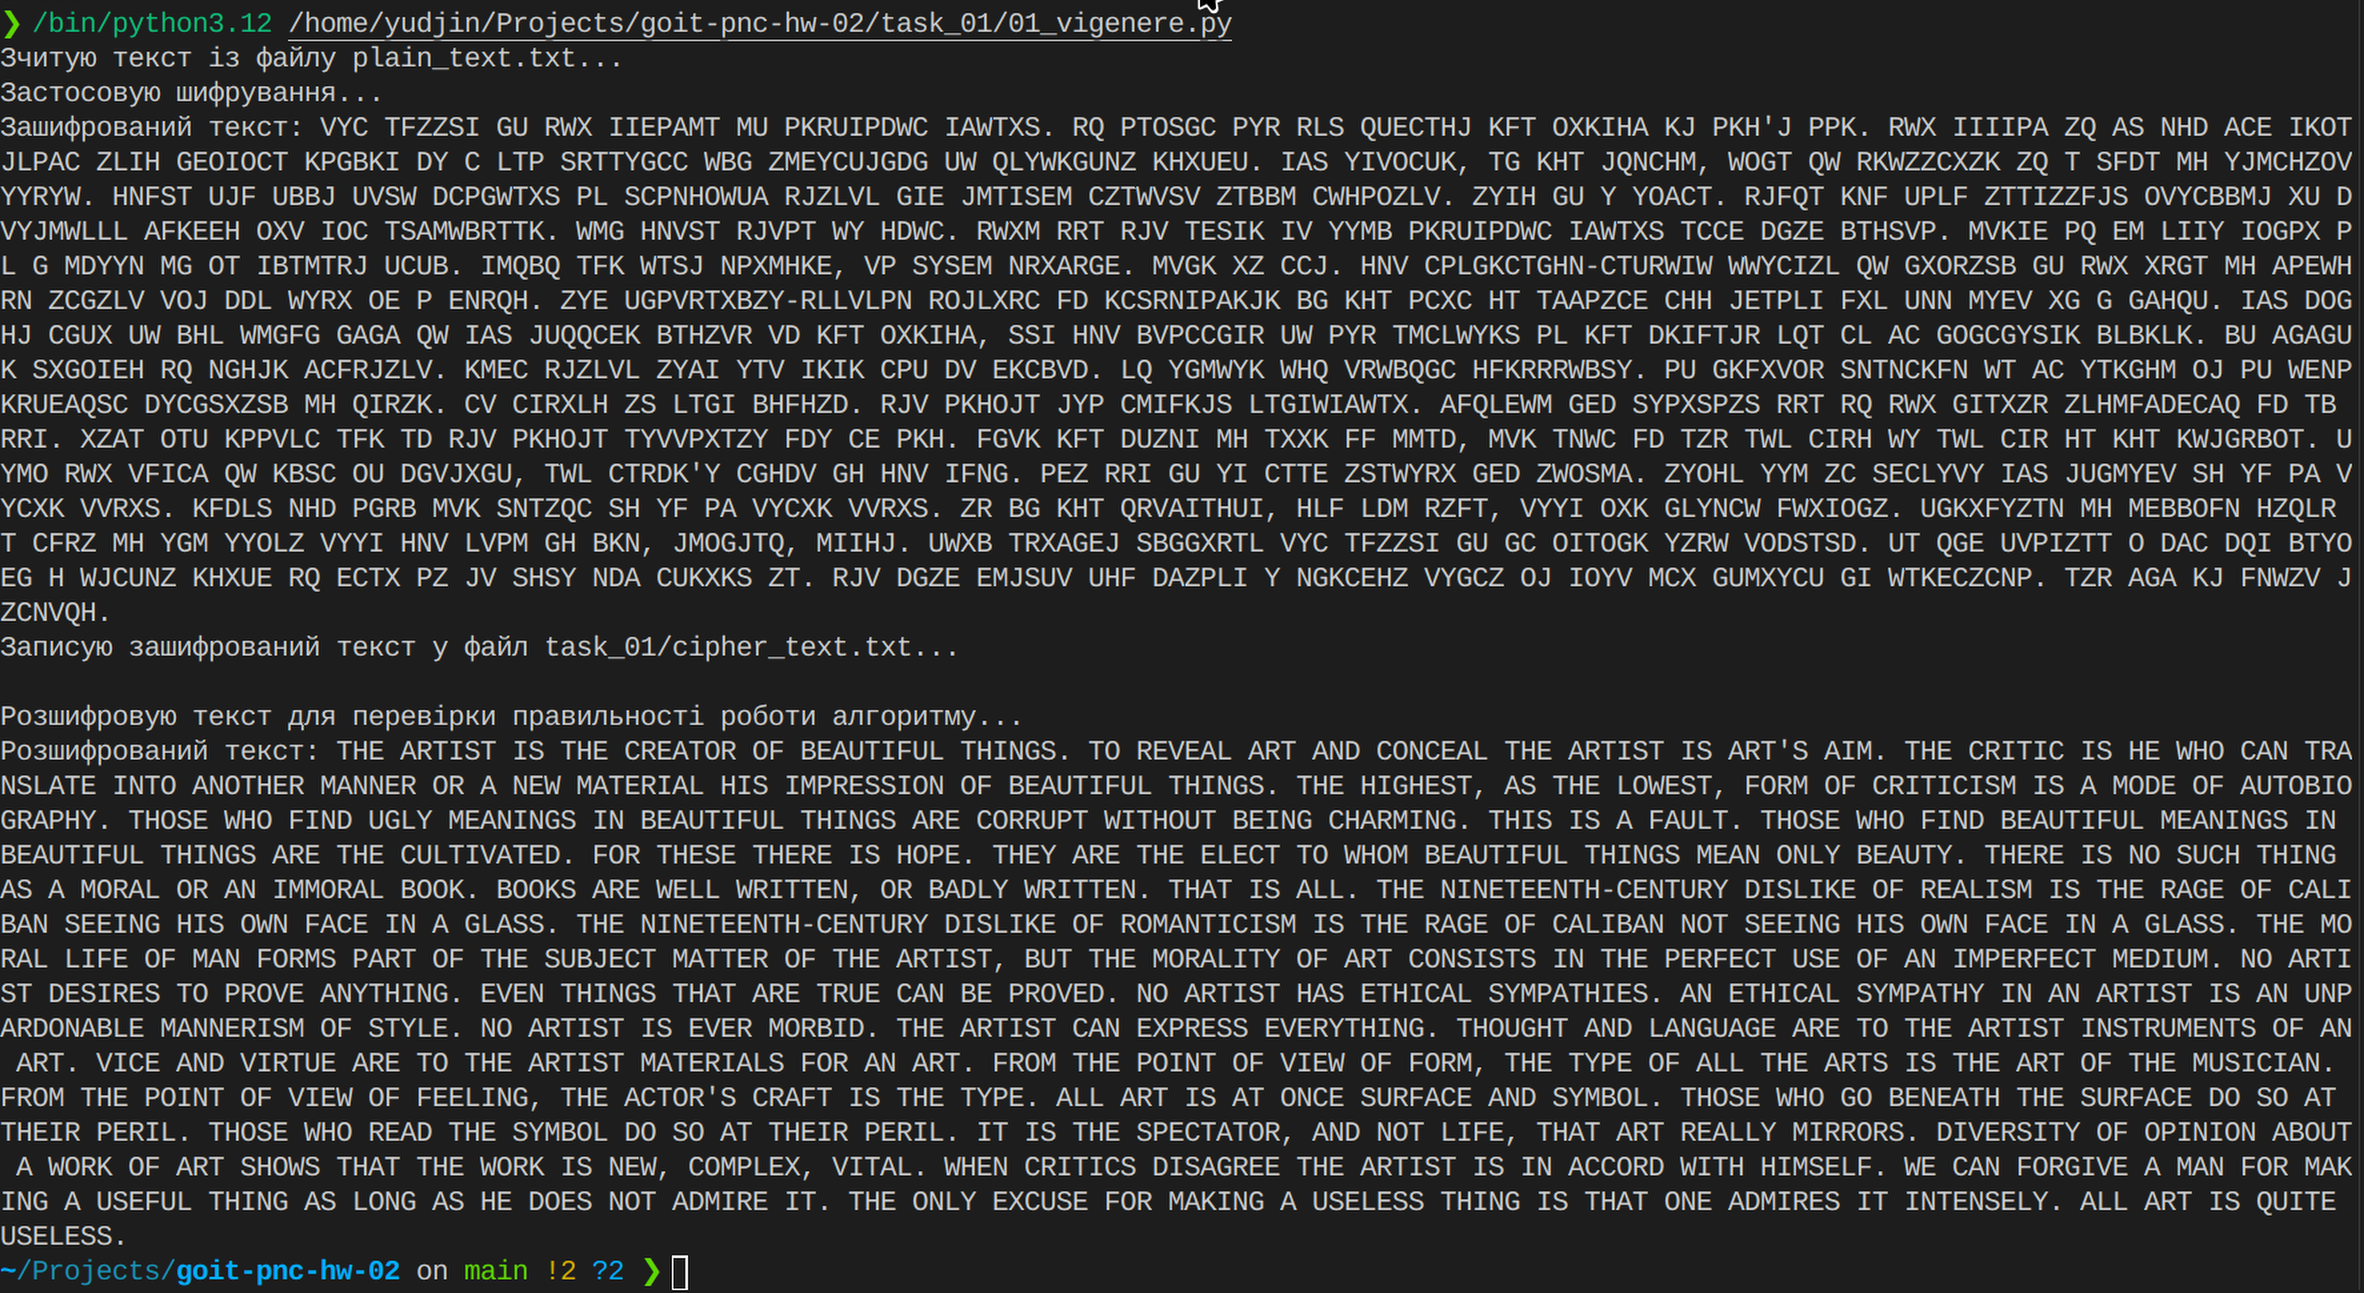 ❯ /bin/python3.12 /home/yudjin/Projects/goit-pnc-hw-02/task_01/01_vigenere.py
Зчитую текст із файлу plain_text.txt...
Застосовую шифрування...
Зашифрований текст: VYC TFZZSI GU RWX IIEPAMT MU PKRUIPDWC IAWTXS. RQ PTOSGC PYR RLS QUECTHJ KFT OXKIHA KJ PKH'J PPK. RWX IIIIPA ZQ AS NHD ACE IKOT
JLPAC ZLIH GEOIOCT KPGBKI DY C LTP SRTTYGCC WBG ZMEYCUJGDG UW QLYWKGUNZ KHXUEU. IAS YIVOCUK, TG KHT JQNCHM, WOGT QW RKWZZCXZK ZQ T SFDT MH YJMCHZOV
YYRYW. HNFST UJF UBBJ UVSW DCPGWTXS PL SCPNHOWUA RJZLVL GIE JMTISEM CZTWVSV ZTBBM CWHPOZLV. ZYIH GU Y YOACT. RJFQT KNF UPLF ZTTIZZFJS OVYCBBMJ XU D
VYJMWLLL AFKEEH OXV IOC TSAMWBRTTK. WMG HNVST RJVPT WY HDWC. RWXM RRT RJV TESIK IV YYMB PKRUIPDWC IAWTXS TCCE DGZE BTHSVP. MVKIE PQ EM LIIY IOGPX P
L G MDYYN MG OT IBTMTRJ UCUB. IMQBQ TFK WTSJ NPXMHKE, VP SYSEM NRXARGE. MVGK XZ CCJ. HNV CPLGKCTGHN-CTURWIW WWYCIZL QW GXORZSB GU RWX XRGT MH APEWH
RN ZCGZLV VOJ DDL WYRX OE P ENRQH. ZYE UGPVRTXBZY-RLLVLPN ROJLXRC FD KCSRNIPAKJK BG KHT PCXC HT TAAPZCE CHH JETPLI FXL UNN MYEV XG G GAHQU. IAS DOG
HJ CGUX UW BHL WMGFG GAGA QW IAS JUQQCEK BTHZVR VD KFT OXKIHA, SSI HNV BVPCCGIR UW PYR TMCLWYKS PL KFT DKIFTJR LQT CL AC GOGCGYSIK BLBKLK. BU AGAGU
K SXGOIEH RQ NGHJK ACFRJZLV. KMEC RJZLVL ZYAI YTV IKIK CPU DV EKCBVD. LQ YGMWYK WHQ VRWBQGC HFKRRRWBSY. PU GKFXVOR SNTNCKFN WT AC YTKGHM OJ PU WENP
KRUEAQSC DYCGSXZSB MH QIRZK. CV CIRXLH ZS LTGI BHFHZD. RJV PKHOJT JYP CMIFKJS LTGIWIAWTX. AFQLEWM GED SYPXSPZS RRT RQ RWX GITXZR ZLHMFADECAQ FD TB
RRI. XZAT OTU KPPVLC TFK TD RJV PKHOJT TYVVPXTZY FDY CE PKH. FGVK KFT DUZNI MH TXXK FF MMTD, MVK TNWC FD TZR TWL CIRH WY TWL CIR HT KHT KWJGRBOT. U
YMO RWX VFICA QW KBSC OU DGVJXGU, TWL CTRDK'Y CGHDV GH HNV IFNG. PEZ RRI GU YI CTTE ZSTWYRX GED ZWOSMA. ZYOHL YYM ZC SECLYVY IAS JUGMYEV SH YF PA V
YCXK VVRXS. KFDLS NHD PGRB MVK SNTZQC SH YF PA VYCXK VVRXS. ZR BG KHT QRVAITHUI, HLF LDM RZFT, VYYI OXK GLYNCW FWXIOGZ. UGKXFYZTN MH MEBBOFN HZQLR
T CFRZ MH YGM YYOLZ VYYI HNV LVPM GH BKN, JMOGJTQ, MIIHJ. UWXB TRXAGEJ SBGGXRTL VYC TFZZSI GU GC OITOGK YZRW VODSTSD. UT QGE UVPIZTT O DAC DQI BTYO
EG H WJCUNZ KHXUE RQ ECTX PZ JV SHSY NDA CUKXKS ZT. RJV DGZE EMJSUV UHF DAZPLI Y NGKCEHZ VYGCZ OJ IOYV MCX GUMXYCU GI WTKECZCNP. TZR AGA KJ FNWZV J
ZCNVQH.
Записую зашифрований текст у файл task_01/cipher_text.txt...
Розшифровую текст для перевірки правильності роботи алгоритму...
Розшифрований текст: THE ARTIST IS THE CREATOR OF BEAUTIFUL THINGS. TO REVEAL ART AND CONCEAL THE ARTIST IS ART'S AIM. THE CRITIC IS HE WHO CAN TRA
NSLATE INTO ANOTHER MANNER OR A NEW MATERIAL HIS IMPRESSION OF BEAUTIFUL THINGS. THE HIGHEST, AS THE LOWEST, FORM OF CRITICISM IS A MODE OF AUTOBIO
GRAPHY. THOSE WHO FIND UGLY MEANINGS IN BEAUTIFUL THINGS ARE CORRUPT WITHOUT BEING CHARMING. THIS IS A FAULT. THOSE WHO FIND BEAUTIFUL MEANINGS IN
BEAUTIFUL THINGS ARE THE CULTIVATED. FOR THESE THERE IS HOPE. THEY ARE THE ELECT TO WHOM BEAUTIFUL THINGS MEAN ONLY BEAUTY. THERE IS NO SUCH THING
AS A MORAL OR AN IMMORAL BOOK. BOOKS ARE WELL WRITTEN, OR BADLY WRITTEN. THAT IS ALL. THE NINETEENTH-CENTURY DISLIKE OF REALISM IS THE RAGE OF CALI
BAN SEEING HIS OWN FACE IN A GLASS. THE NINETEENTH-CENTURY DISLIKE OF ROMANTICISM IS THE RAGE OF CALIBAN NOT SEEING HIS OWN FACE IN A GLASS. THE MO
RAL LIFE OF MAN FORMS PART OF THE SUBJECT MATTER OF THE ARTIST, BUT THE MORALITY OF ART CONSISTS IN THE PERFECT USE OF AN IMPERFECT MEDIUM. NO ARTI
ST DESIRES TO PROVE ANYTHING. EVEN THINGS THAT ARE TRUE CAN BE PROVED. NO ARTIST HAS ETHICAL SYMPATHIES. AN ETHICAL SYMPATHY IN AN ARTIST IS AN UNP
ARDONABLE MANNERISM OF STYLE. NO ARTIST IS EVER MORBID. THE ARTIST CAN EXPRESS EVERYTHING. THOUGHT AND LANGUAGE ARE TO THE ARTIST INSTRUMENTS OF AN
ART. VICE AND VIRTUE ARE TO THE ARTIST MATERIALS FOR AN ART. FROM THE POINT OF VIEW OF FORM, THE TYPE OF ALL THE ARTS IS THE ART OF THE MUSICIAN.
FROM THE POINT OF VIEW OF FEELING, THE ACTOR'S CRAFT IS THE TYPE. ALL ART IS AT ONCE SURFACE AND SYMBOL. THOSE WHO GO BENEATH THE SURFACE DO SO AT
THEIR PERIL. THOSE WHO READ THE SYMBOL DO SO AT THEIR PERIL. IT IS THE SPECTATOR, AND NOT LIFE, THAT ART REALLY MIRRORS. DIVERSITY OF OPINION ABOUT
A WORK OF ART SHOWS THAT THE WORK IS NEW, COMPLEX, VITAL. WHEN CRITICS DISAGREE THE ARTIST IS IN ACCORD WITH HIMSELF. WE CAN FORGIVE A MAN FOR MAK
ING A USEFUL THING AS LONG AS HE DOES NOT ADMIRE IT. THE ONLY EXCUSE FOR MAKING A USELESS THING IS THAT ONE ADMIRES IT INTENSELY. ALL ART IS QUITE
USELESS.
~/Projects/goit-pnc-hw-02 on main !2 ?2 ❯